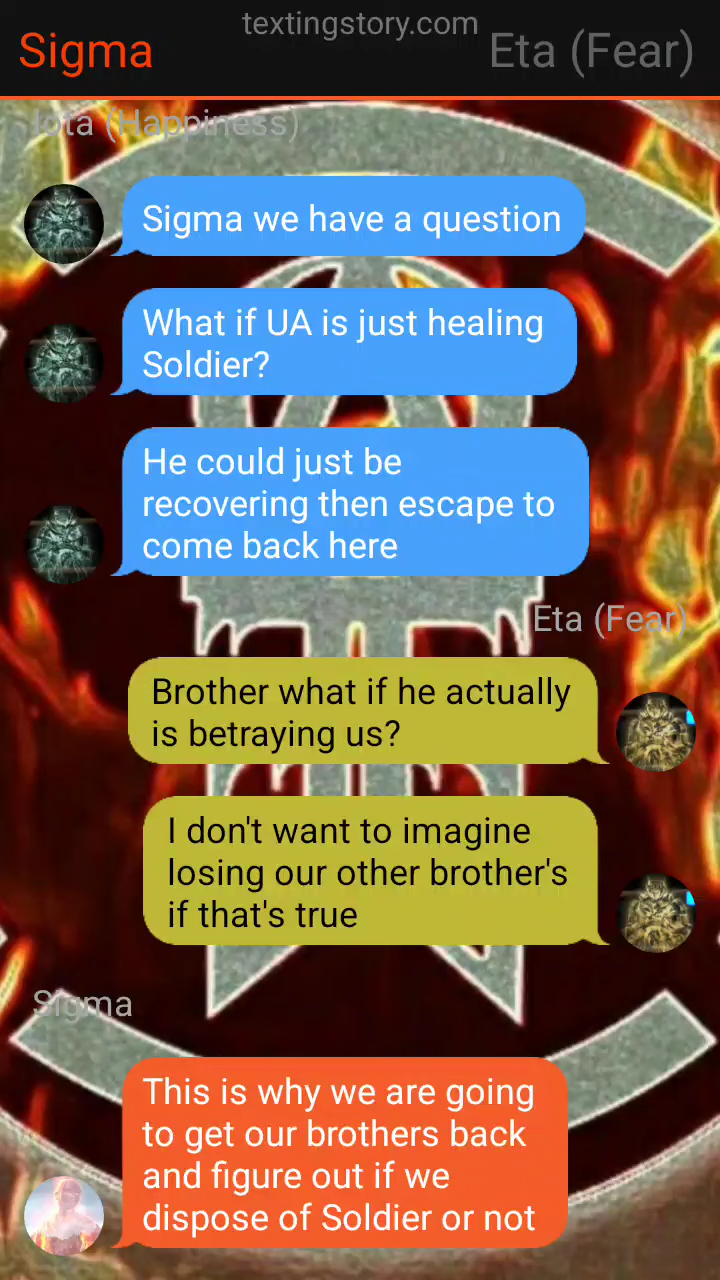 textingstory.com
Sigma
Eta (Fear)
Iota (Happiness)
Sigma we have a question
What if UA is just healing
Soldier?
He could just be
recovering then escape to
come back here
Eta (Fear)
Brother what if he actually
is betraying us?
I don't want to imagine
losing our other brother's
if that's true
Sigma
This is why we are going
to get our brothers back
and figure out if we
dispose of Soldier or not